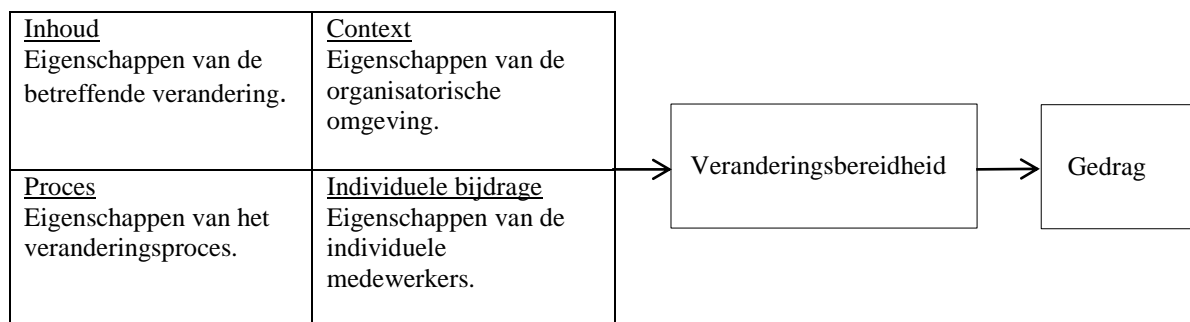 Inhoud
Eigenschappen van de
betreffende verandering.
Context
Eigenschappen van de
organisatorische
omgeving.
Proces
Eigenschappen van het
veranderingsproces.
Individuele bijdrage
Eigenschappen van de
individuele
medewerkers.
Veranderingsbereidheid
Gedrag